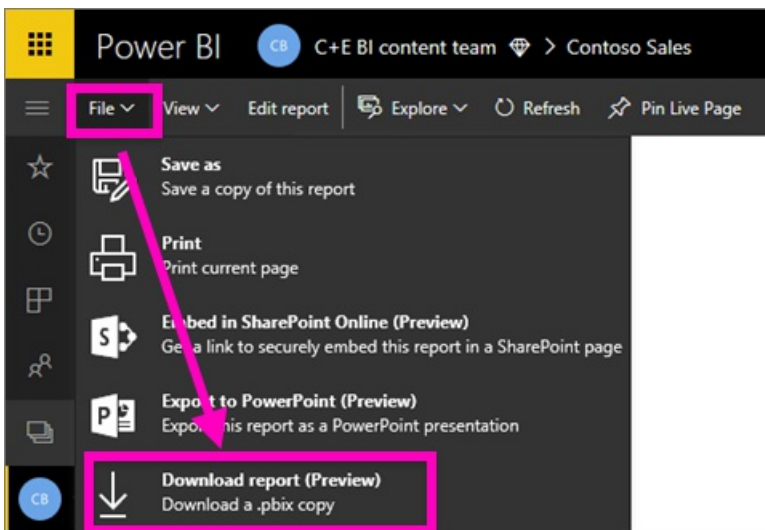 Power BI CB C+E BI content team > Contoso Sales
File View Edit report Explore Refresh Pin Live Page
Save as
Save a copy of this report
Print
Print current page
S
Embed in SharePoint Online (Preview)
Get a link to securely embed this report in a SharePoint page
P
Export to PowerPoint (Preview)
Export this report as a PowerPoint presentation
Download report (Preview)
CB
Download a .pbix copy